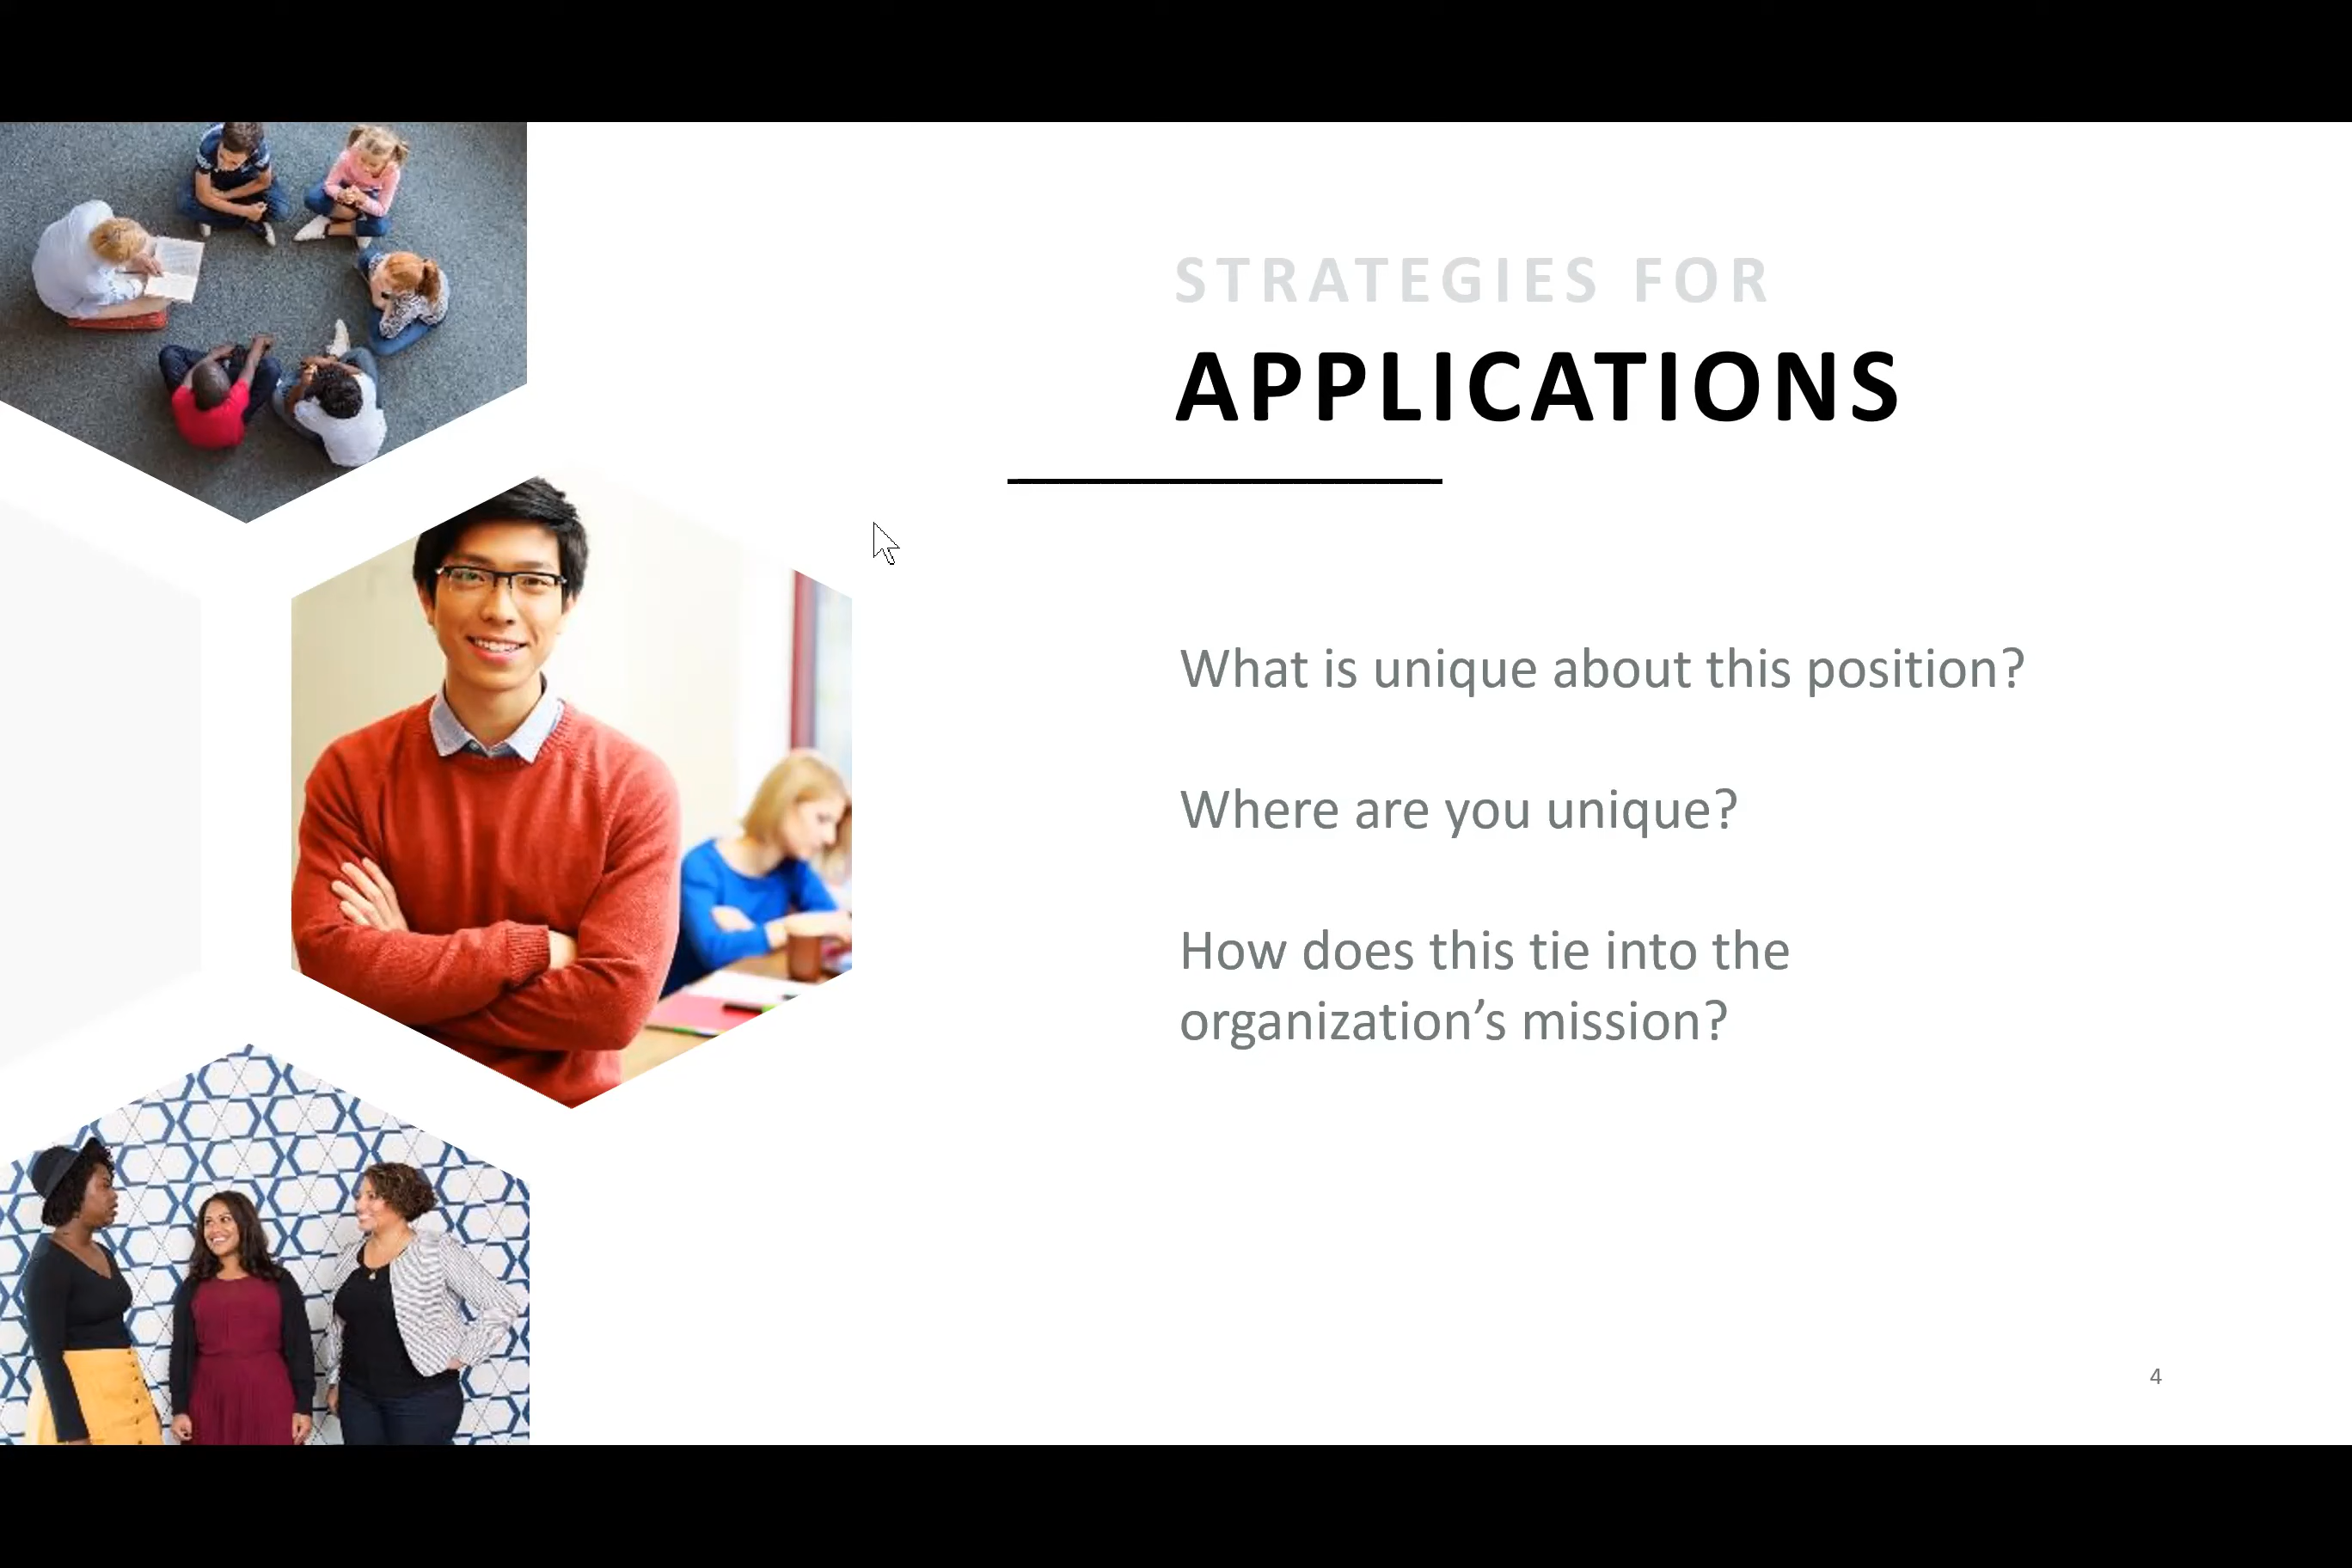 STRATEGIES FOR
APPLICATIONS
What is unique about this position?
Where are you unique?
How does this tie into the
organization’s mission?
4